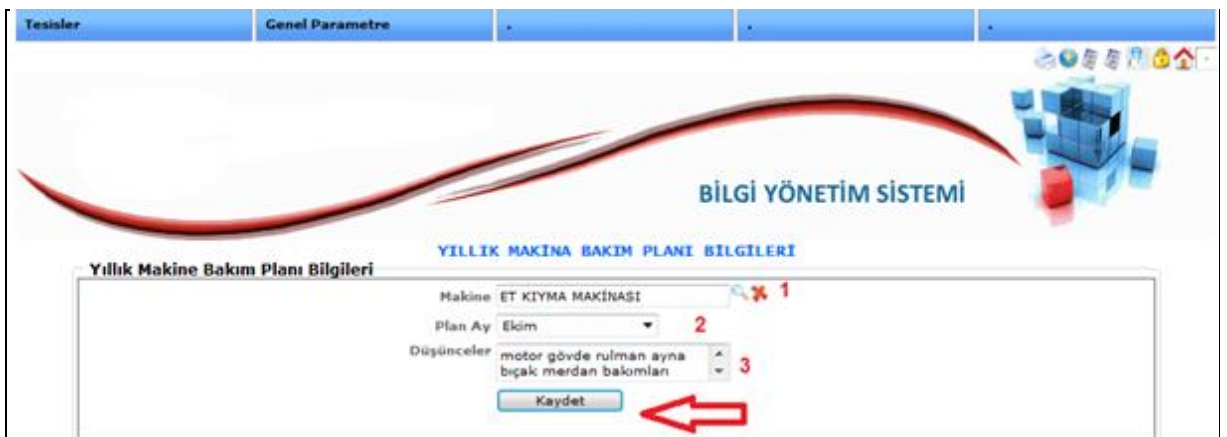 Tesisler Genel Parametre . . .
BİLGİ YÖNETİM SİSTEMİ
YILLIK MAKİNA BAKIM PLANI BİLGİLERİ
Yıllık Makine Bakım Planı Bilgileri
Makine ET KIYMA MAKİNASI 1
Plan Ay Ekim 2
Düşünceler motor gövde rulman ayna
bıçak merdan bakımları 3
Kaydet